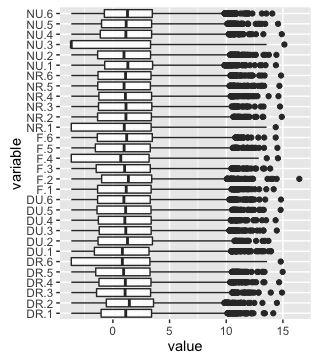 NU.6
NU.5
NU.4
NU.3
NU.2
NU.1
NR.6
NR.5
NR.4
NR.3
NR.2
NR.1
F.6
F.5
F.4
F.3
F.2
F.1
DU.6
DU.5
DU.4
DU.3
DU.2
DU.1
DR.6
DR.5
DR.4
DR.3
DR.2
DR.1
variable
0 5 10 15
value